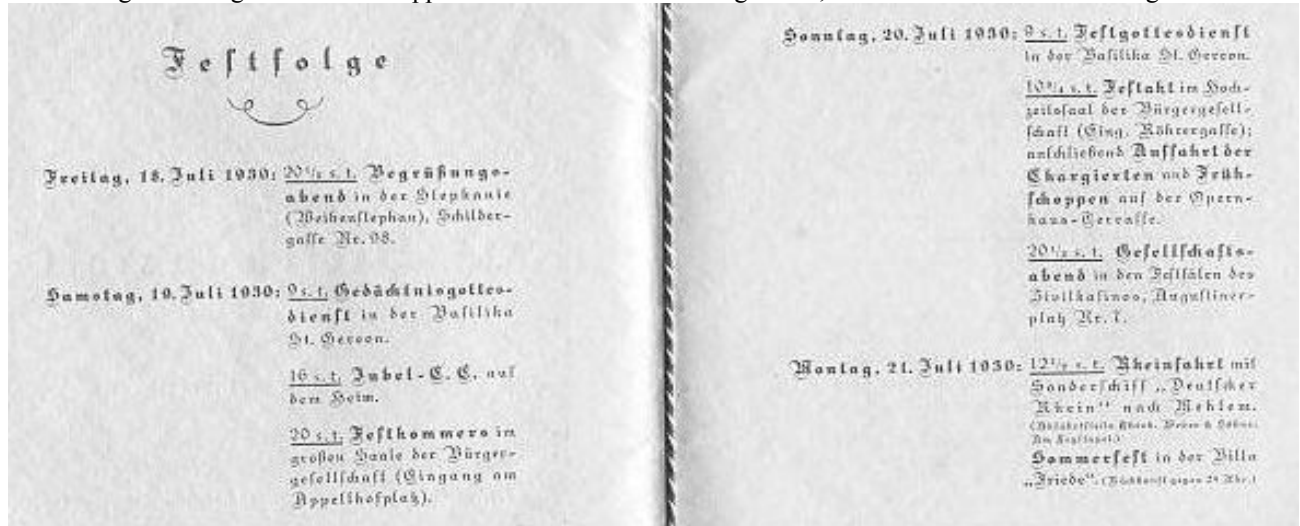 Festfolge
Freitag, 18. Juli 1930: 20½ s. t. Begrüßungs-
abend in der Stephanie
(Weihenstephan), Schilder-
gasse Nr. 98.
Samstag, 19. Juli 1930: 9 s. t. Gedächtnisgottes-
dienst in der Basilika
St. Gereon.
16 s. t. Jubel-C. C. auf
dem Heim.
20 s. t. Festkommers im
großen Saale der Bürger-
gesellschaft (Eingang am
Appellhofplatz).
Sonntag, 20. Juli 1930: 9 s. t. Festgottesdienst
in der Basilika St. Gereon.
s. t. Festakt im Hoch-
zeitssaal der Bürgergesell-
schaft (Eing. Röhrergasse);
anschließend Auffahrt der
Chargierten und Früh-
schoppen auf der Opern-
haus-Terrasse.
20½ s. t. Gesellschafts-
abend in den Festsälen des
Zivilkasinos, Augustiner-
platz Nr. 7.
Montag, 21. Juli 1930: s. t. Rheinfahrt mit
Sonderschiff „Deutscher
Rhein“ nach Mehlem.
Sommerfest in der Villa
„Friede“.